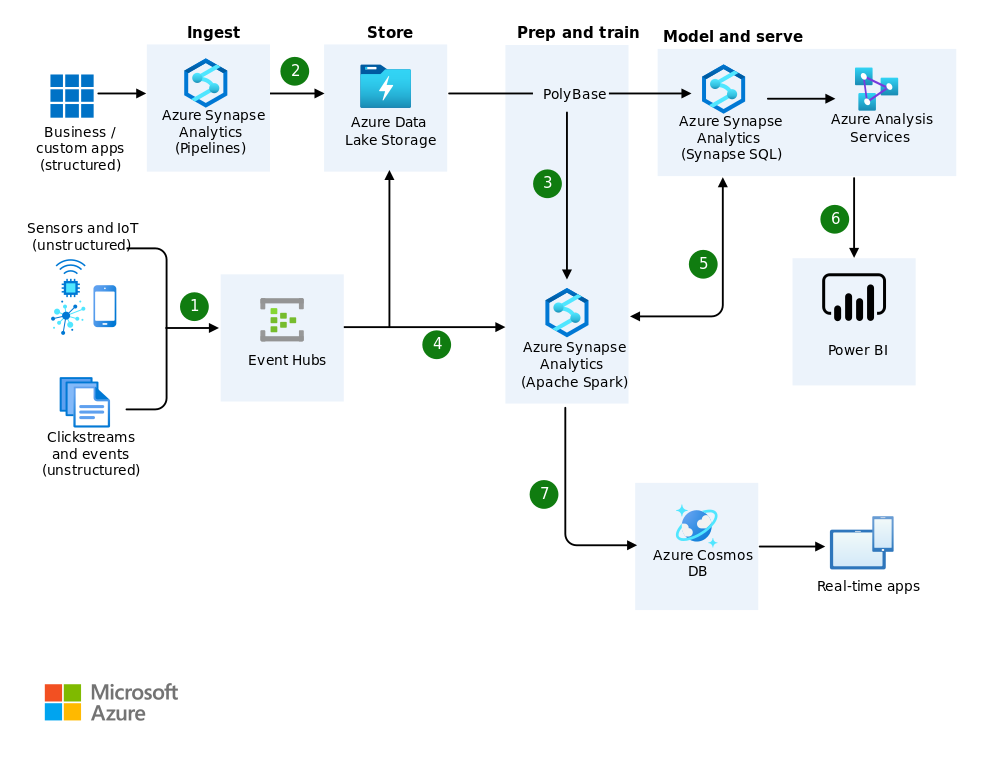 Ingest
Store
Prep and train
Model and serve
2
Azure Synapse
Analytics
(Pipelines)
Azure Data
Lake Storage
PolyBase
Azure Synapse
Analytics
(Synapse SQL)
Azure Analysis
Services
Business /
custom apps
(structured)
3
6
Sensors and IoT
(unstructured)
5
1
4
Event Hubs
Azure Synapse
Analytics
(Apache Spark)
Power BI
Clickstreams
and events
(unstructured)
7
Azure Cosmos
DB
Real-time apps
Microsoft
Azure